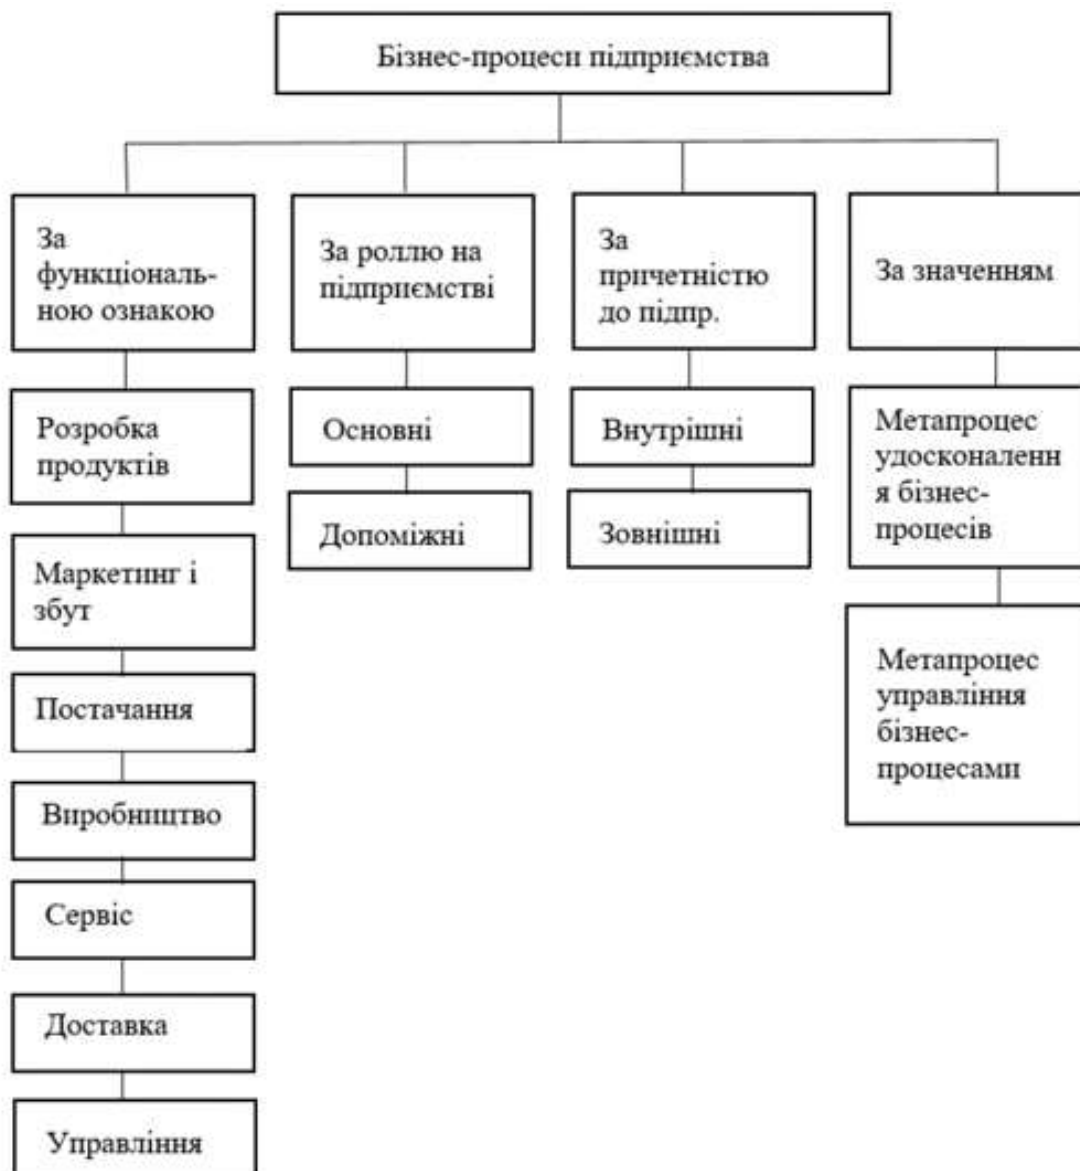 Бізнес-процеси підприємства
За
функціональ-
ною ознакою
Розробка
продуктів
Маркетинг і
збут
Постачання
Виробництво
Сервіс
Доставка
Управління
За роллю на
підприємстві
Основні
Допоміжні
За
причетністю
до підпр.
Внутрішні
Зовнішні
За значенням
Метапроцес
удосконаленн
я бізнес-
процесів
Метапроцес
управління
бізнес-
процесами